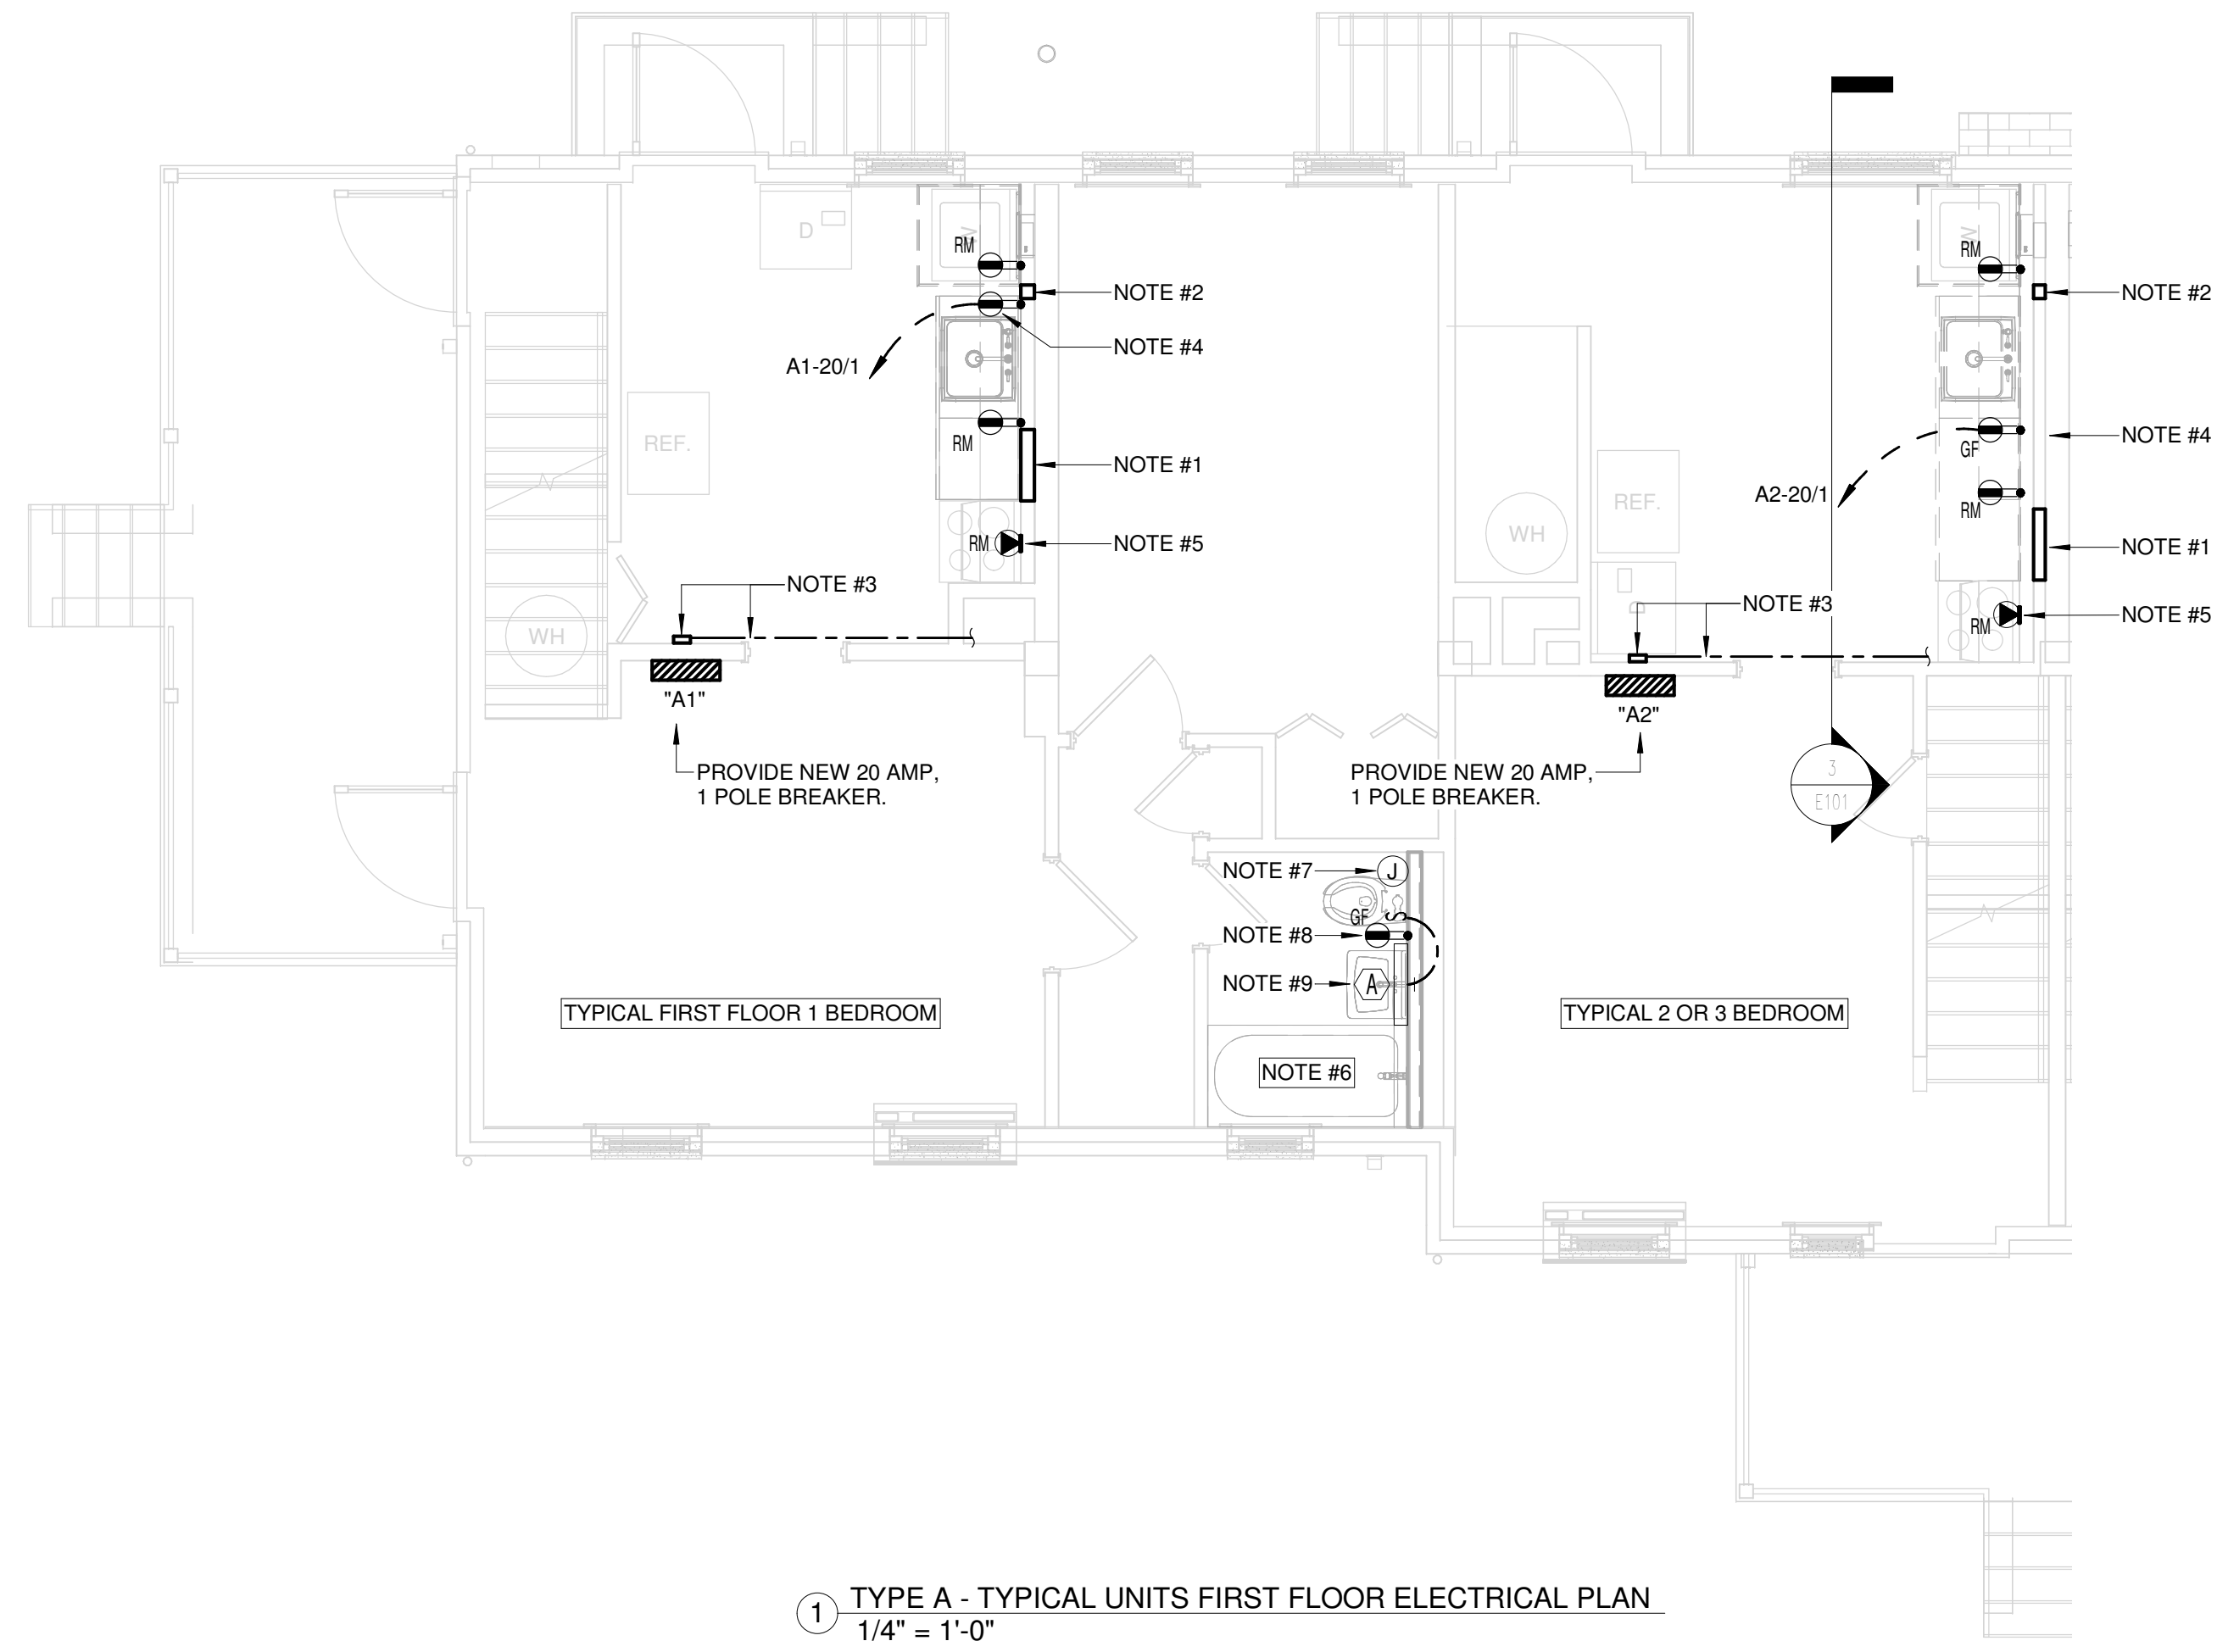 D
W
RM
NOTE #2
NOTE #4
A1-20/1
REF.
RM
NOTE #1
RM
NOTE #5
NOTE #3
WH
"A1"
PROVIDE NEW 20 AMP,
1 POLE BREAKER.
W
RM
NOTE #2
GF
NOTE #4
A2-20/1
REF.
RM
WH
NOTE #1
D
NOTE #3
RM
NOTE #5
"A2"
PROVIDE NEW 20 AMP,
1 POLE BREAKER.
3
E101
NOTE #7
J
GF
S
NOTE #8
NOTE #9
A
TYPICAL FIRST FLOOR 1 BEDROOM
TYPICAL 2 OR 3 BEDROOM
NOTE #6
1
TYPE A - TYPICAL UNITS FIRST FLOOR ELECTRICAL PLAN
1/4" = 1'-0"